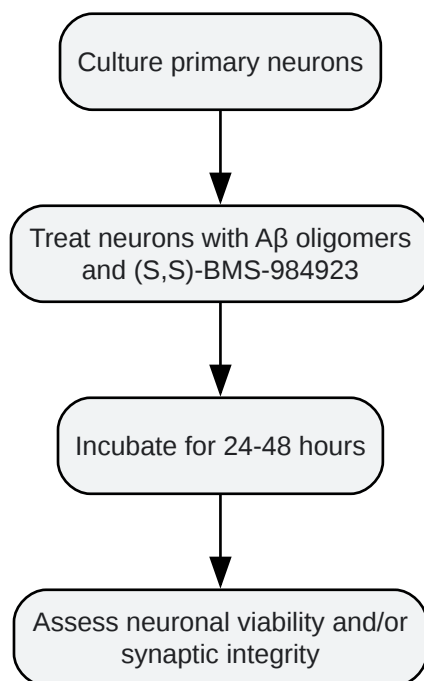 Culture primary neurons
Treat neurons with Aβ oligomers
and (S,S)-BMS-984923
Incubate for 24-48 hours
Assess neuronal viability and/or
synaptic integrity